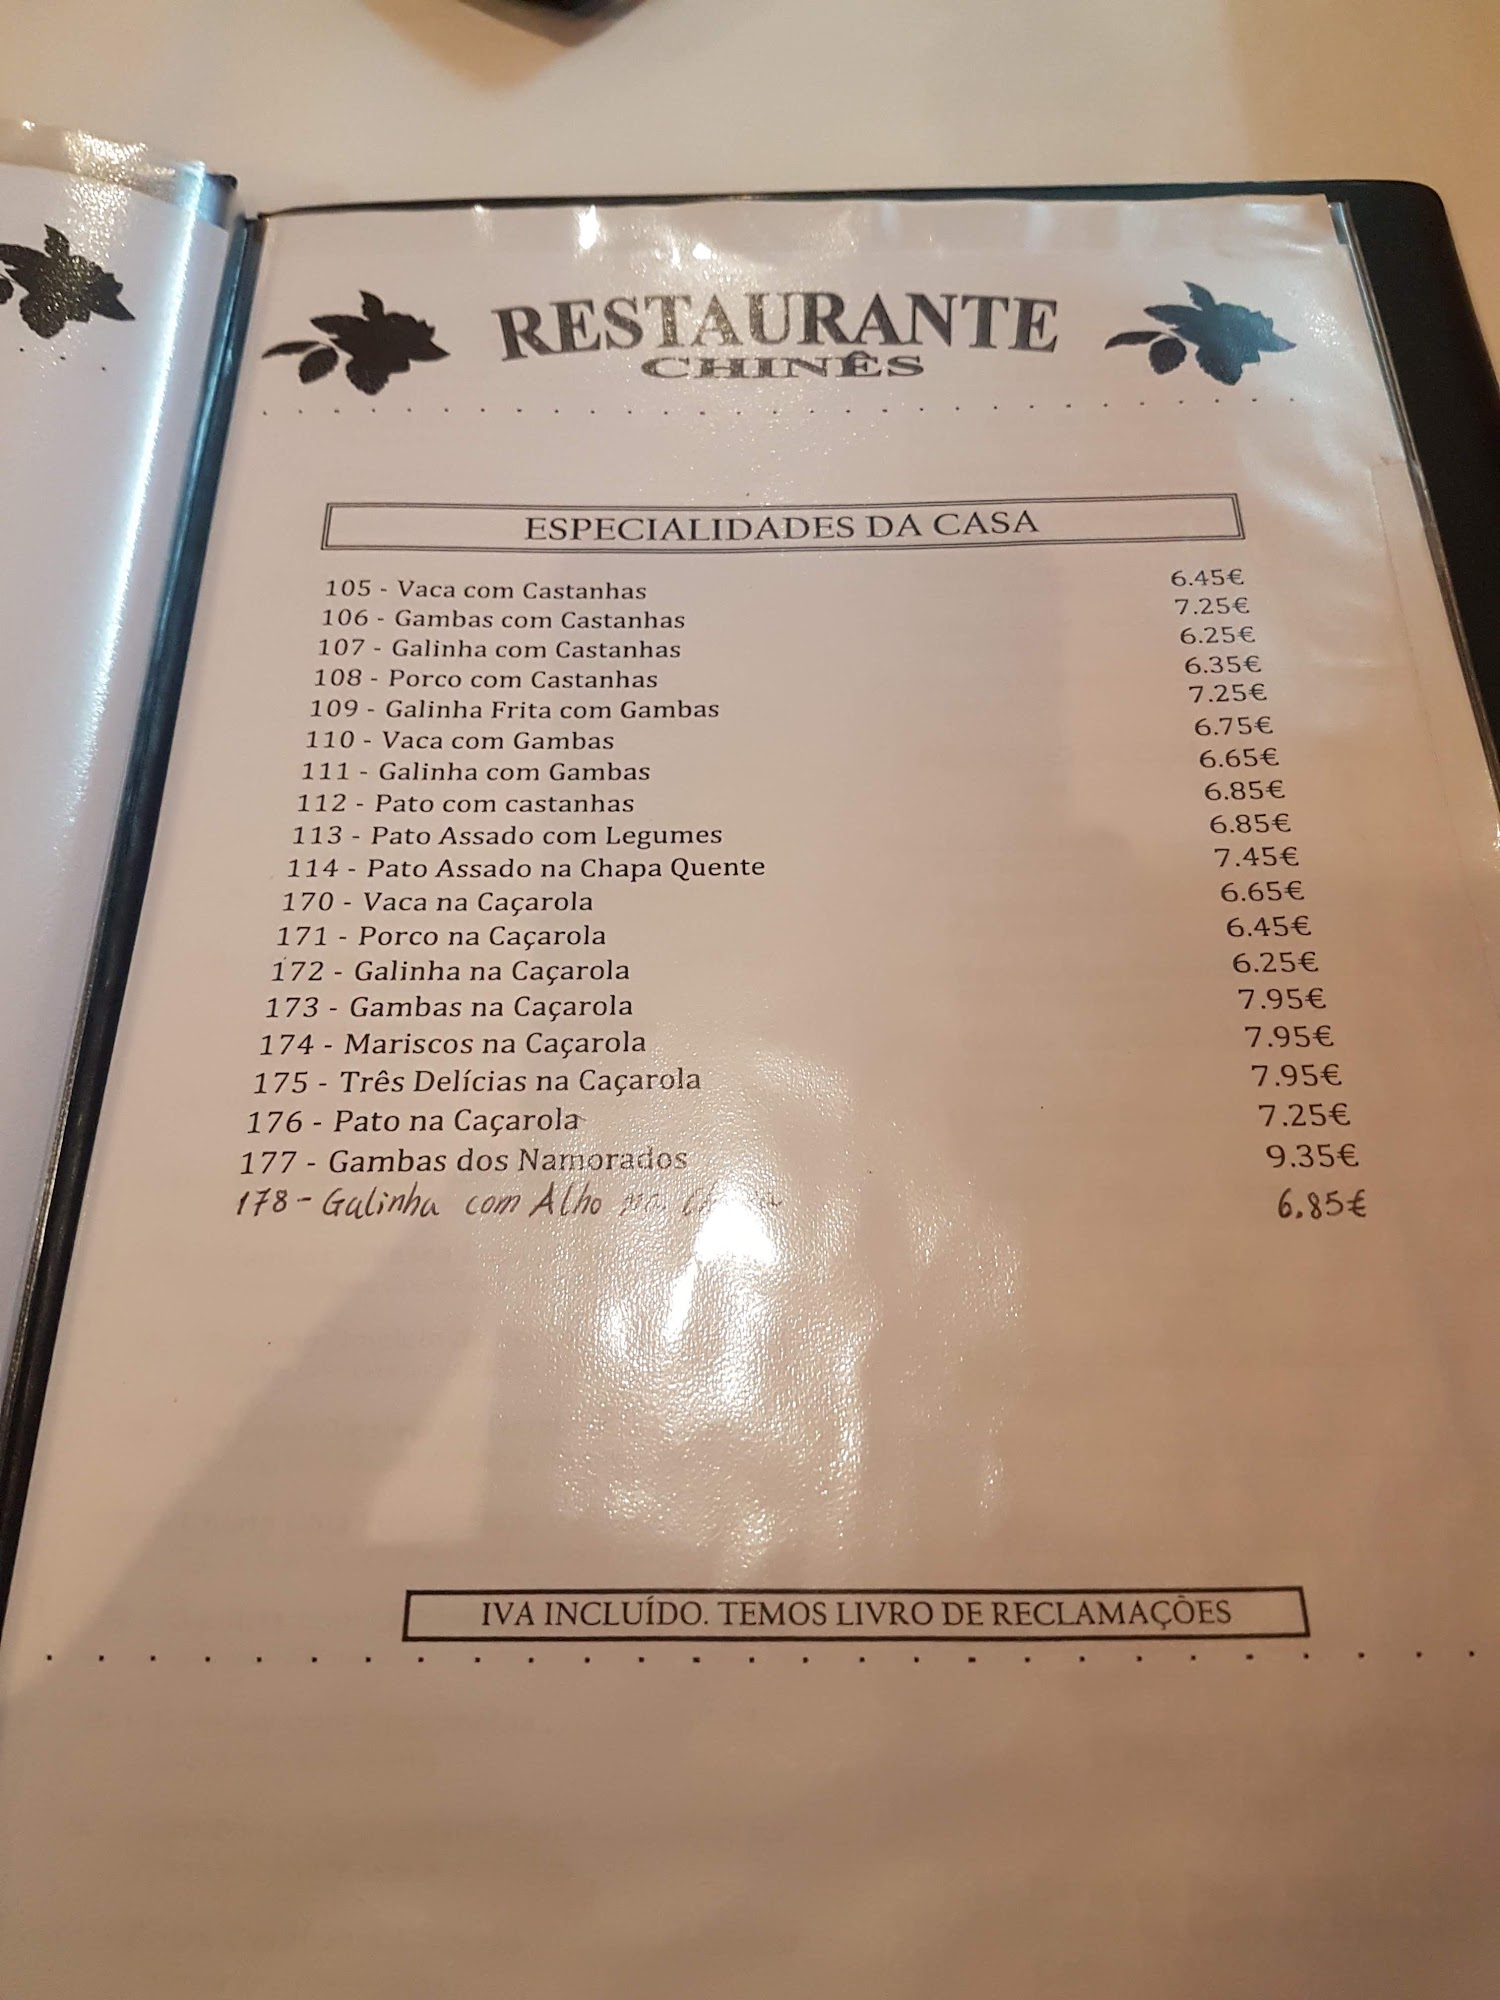 RESTAURANTE
CHINÊS
ESPECIALIDADES DA CASA
105 - Vaca com Castanhas 6.45€
106 - Gambas com Castanhas 7.25€
107 - Galinha com Castanhas 6.25€
108 - Porco com Castanhas 6.35€
109 - Galinha Frita com Gambas 7.25€
110 - Vaca com Gambas 6.75€
111 - Galinha com Gambas 6.65€
112 - Pato com castanhas 6.85€
113 - Pato Assado com Legumes 6.85€
114 - Pato Assado na Chapa Quente 7.45€
170 - Vaca na Caçarola 6.65€
171 - Porco na Caçarola 6.45€
172 - Galinha na Caçarola 6.25€
173 - Gambas na Caçarola 7.95€
174 - Mariscos na Caçarola 7.95€
175 - Três Delícias na Caçarola 7.95€
176 - Pato na Caçarola 7.25€
177 - Gambas dos Namorados 9.35€
178 - Galinha com Alho na 6.85€
IVA INCLUÍDO. TEMOS LIVRO DE RECLAMAÇÕES